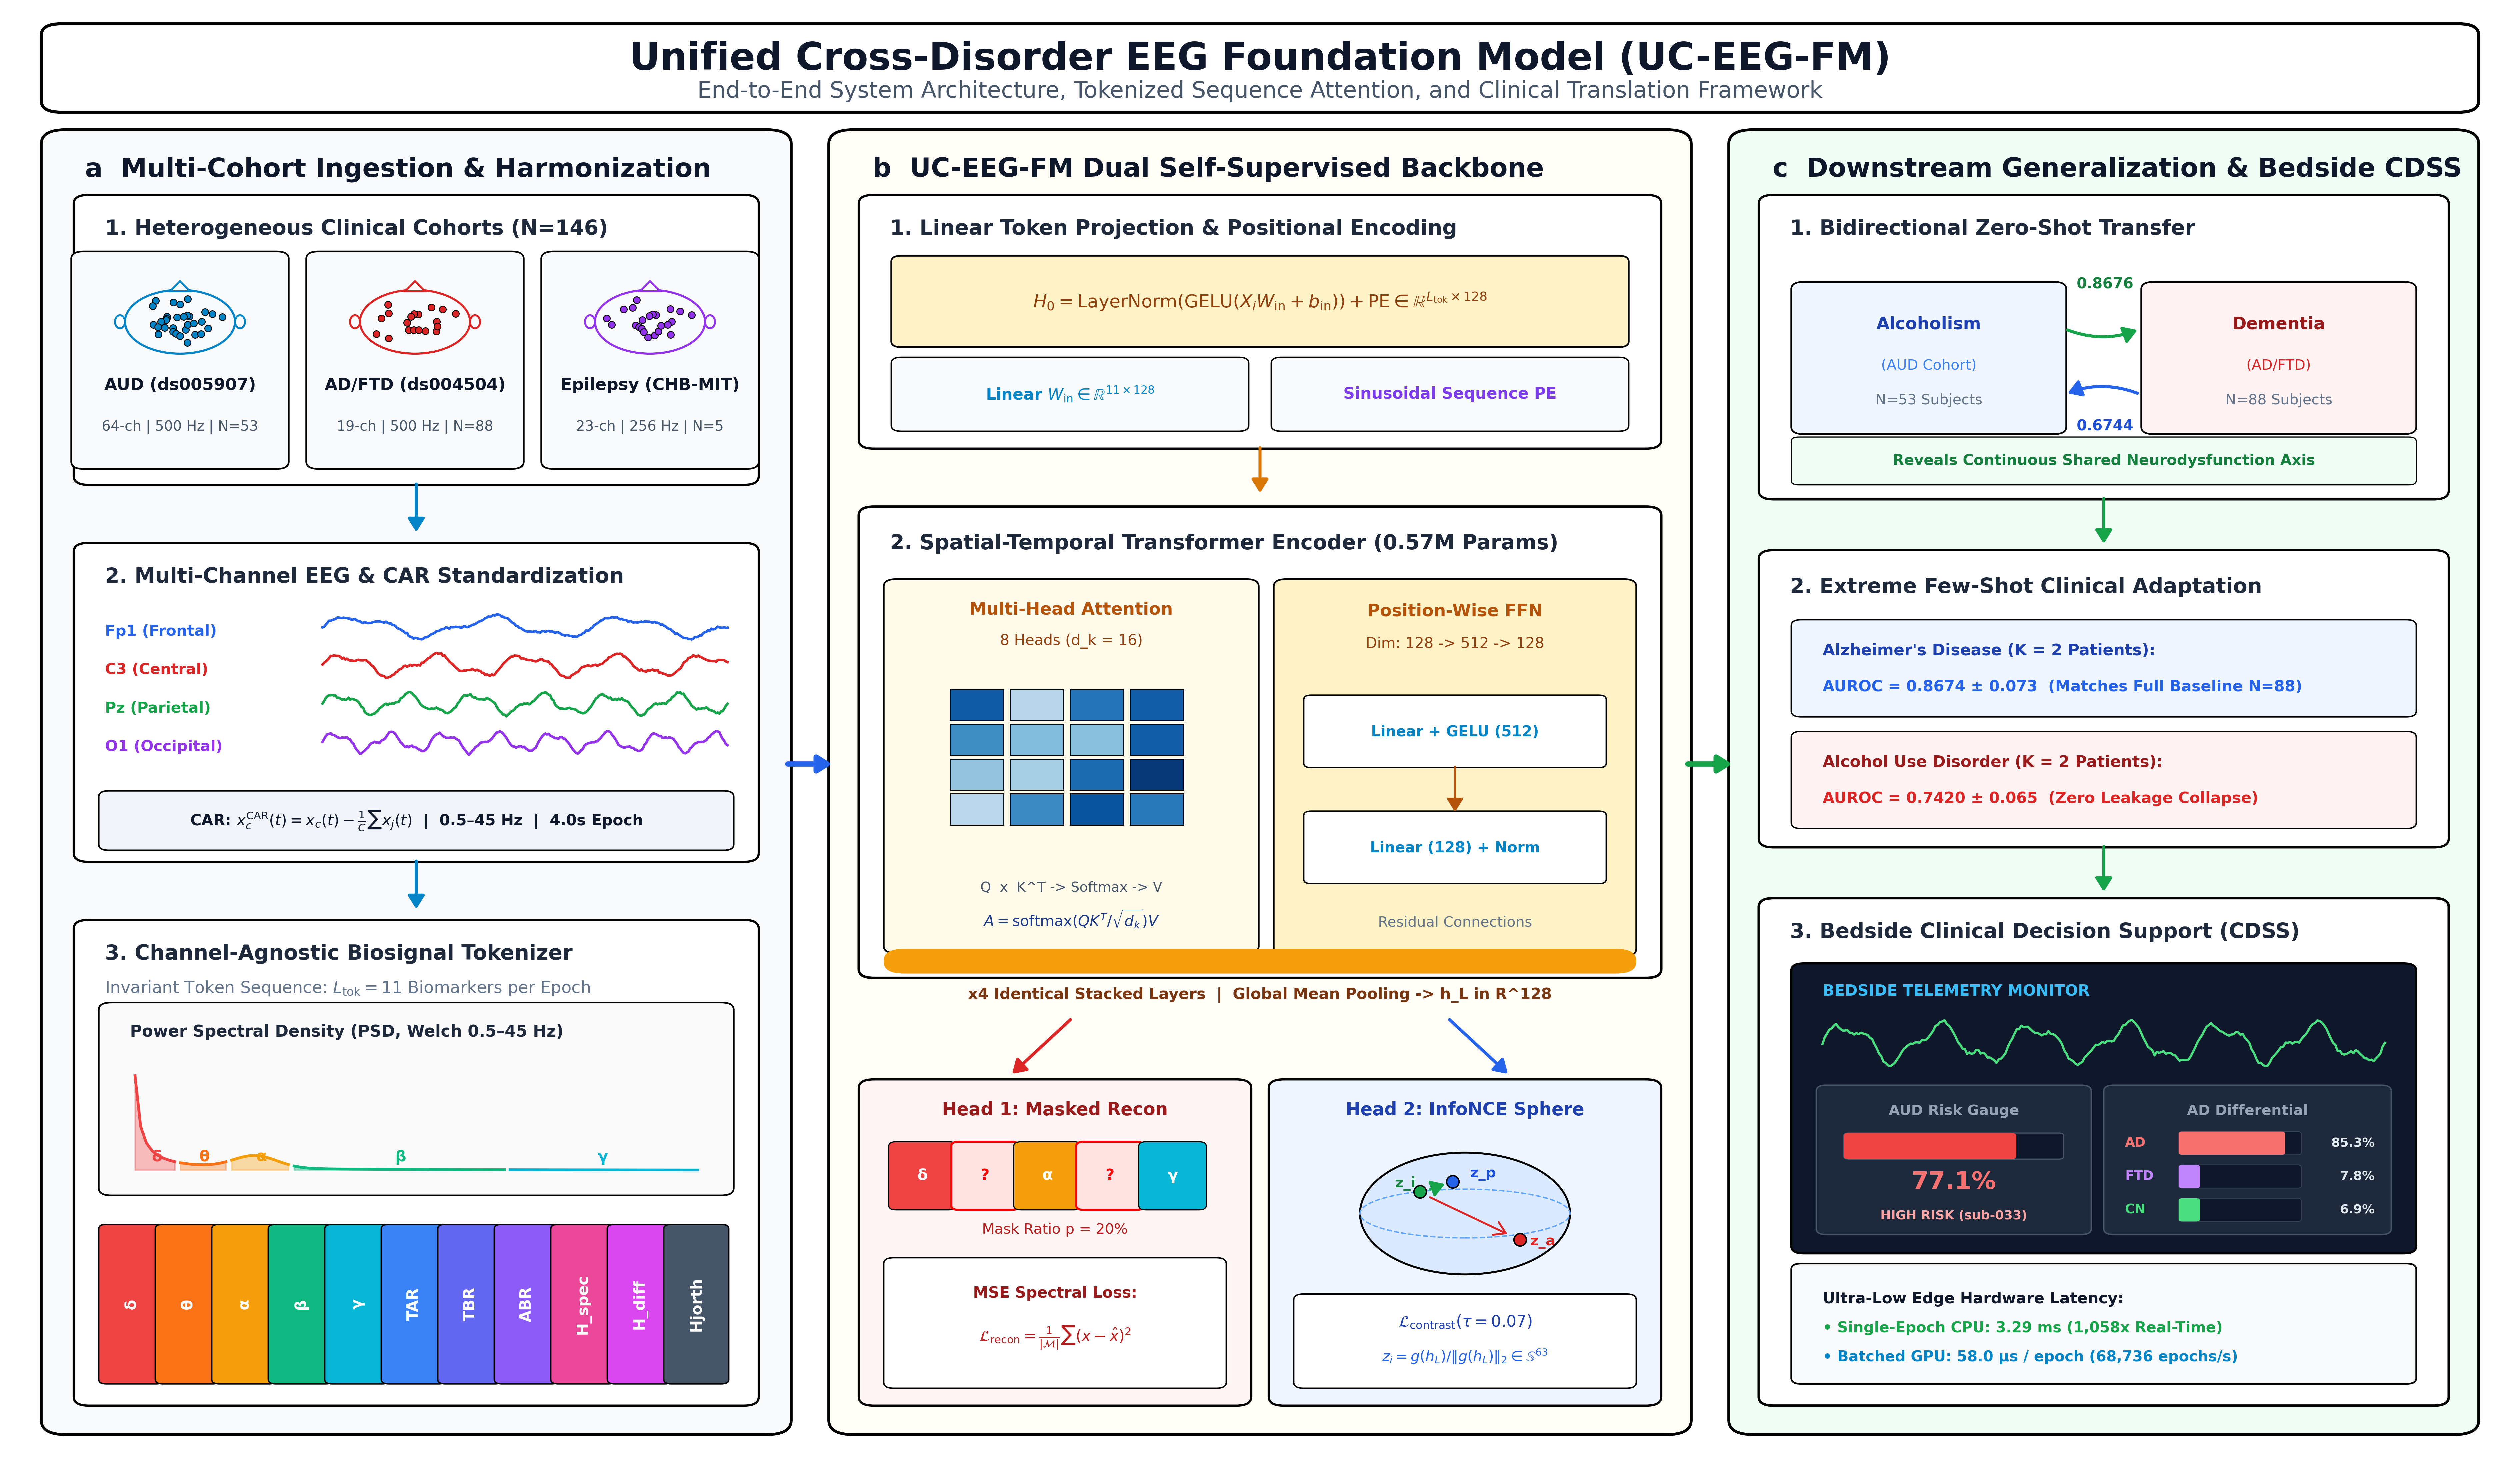 Unified Cross-Disorder EEG Foundation Model (UC-EEG-FM)
End-to-End System Architecture, Tokenized Sequence Attention, and Clinical Translation Framework
a Multi-Cohort Ingestion & Harmonization
1. Heterogeneous Clinical Cohorts (N=146)
AUD (ds005907)
64-ch | 500 Hz | N=53
AD/FTD (ds004504)
19-ch | 500 Hz | N=88
Epilepsy (CHB-MIT)
23-ch | 256 Hz | N=5
2. Multi-Channel EEG & CAR Standardization
Fp1 (Frontal)
C3 (Central)
Pz (Parietal)
O1 (Occipital)
CAR: x_c^CAR(t) = x_c(t) − 1/C ∑ x_j(t) | 0.5–45 Hz | 4.0s Epoch
3. Channel-Agnostic Biosignal Tokenizer
Invariant Token Sequence: L_tok = 11 Biomarkers per Epoch
Power Spectral Density (PSD, Welch 0.5–45 Hz)
δ θ α β γ
δ θ α β γ TAR TBR ABR H_spec H_diff Hjorth
b UC-EEG-FM Dual Self-Supervised Backbone
1. Linear Token Projection & Positional Encoding
H_0 = LayerNorm(GELU(X_i W_in + b_in)) + PE ∈ ℝ^{L_tok × 128}
Linear W_in ∈ ℝ^{11 × 128}
Sinusoidal Sequence PE
2. Spatial-Temporal Transformer Encoder (0.57M Params)
Multi-Head Attention
8 Heads (d_k = 16)
Q x K^T -> Softmax -> V
A = softmax(QK^T/√d_k)V
Position-Wise FFN
Dim: 128 -> 512 -> 128
Linear + GELU (512)
Linear (128) + Norm
Residual Connections
x4 Identical Stacked Layers | Global Mean Pooling -> h_L in R^128
Head 1: Masked Recon
δ ? α ? γ
Mask Ratio p = 20%
MSE Spectral Loss:
ℒ_recon = 1/|ℳ| ∑(x − x̂)²
Head 2: InfoNCE Sphere
z_i
z_p
z_a
ℒ_contrast(τ = 0.07)
z_i = g(h_L)/‖g(h_L)‖₂ ∈ 𝕊^63
c Downstream Generalization & Bedside CDSS
1. Bidirectional Zero-Shot Transfer
Alcoholism
(AUD Cohort)
N=53 Subjects
0.8676
0.6744
Dementia
(AD/FTD)
N=88 Subjects
Reveals Continuous Shared Neurodysfunction Axis
2. Extreme Few-Shot Clinical Adaptation
Alzheimer's Disease (K = 2 Patients):
AUROC = 0.8674 ± 0.073 (Matches Full Baseline N=88)
Alcohol Use Disorder (K = 2 Patients):
AUROC = 0.7420 ± 0.065 (Zero Leakage Collapse)
3. Bedside Clinical Decision Support (CDSS)
BEDSIDE TELEMETRY MONITOR
AUD Risk Gauge
77.1%
HIGH RISK (sub-033)
AD Differential
AD 85.3%
FTD 7.8%
CN 6.9%
Ultra-Low Edge Hardware Latency:
• Single-Epoch CPU: 3.29 ms (1,058x Real-Time)
• Batched GPU: 58.0 µs / epoch (68,736 epochs/s)